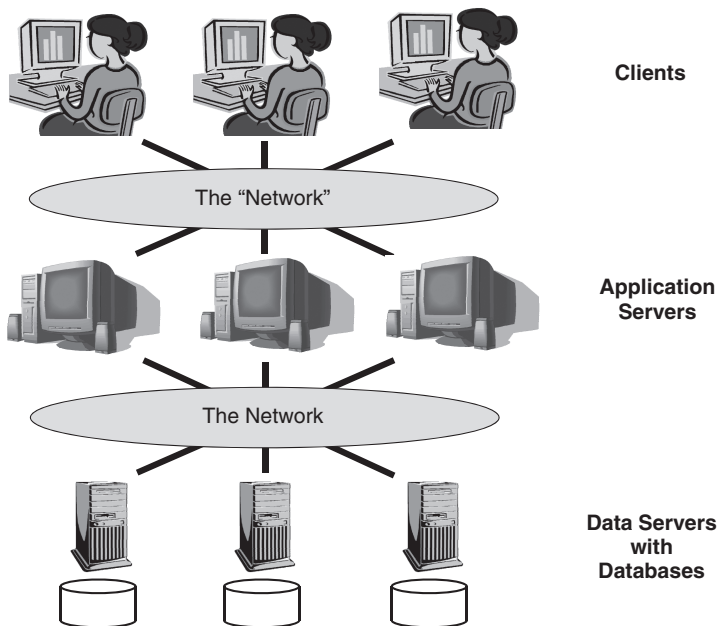 Clients
The “Network”
Application
Servers
The Network
Data Servers
with
Databases